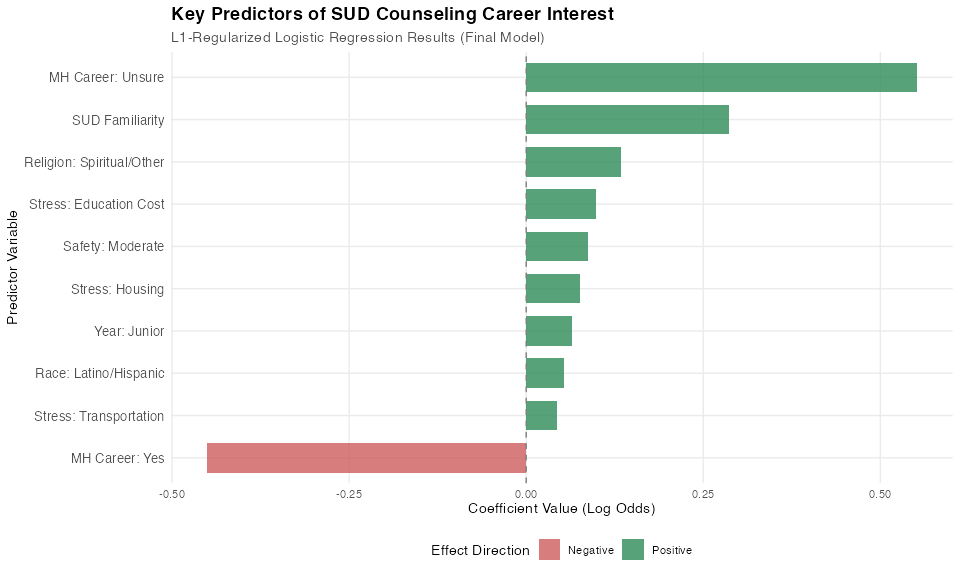 Key Predictors of SUD Counseling Career Interest
L1-Regularized Logistic Regression Results (Final Model)
Predictor Variable
MH Career: Unsure
SUD Familiarity
Religion: Spiritual/Other
Stress: Education Cost
Safety: Moderate
Stress: Housing
Year: Junior
Race: Latino/Hispanic
Stress: Transportation
MH Career: Yes
-0.50 -0.25 0.00 0.25 0.50
Coefficient Value (Log Odds)
Effect Direction Negative Positive